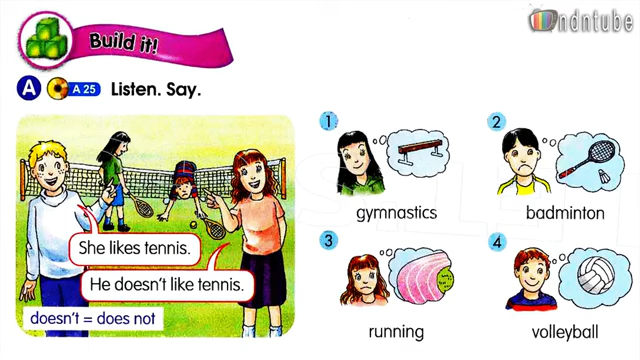 ndntube
Build it!
A A 25 Listen. Say.
She likes tennis.
He doesn't like tennis.
doesn't = does not
1
gymnastics
2
badminton
3
running
4
volleyball